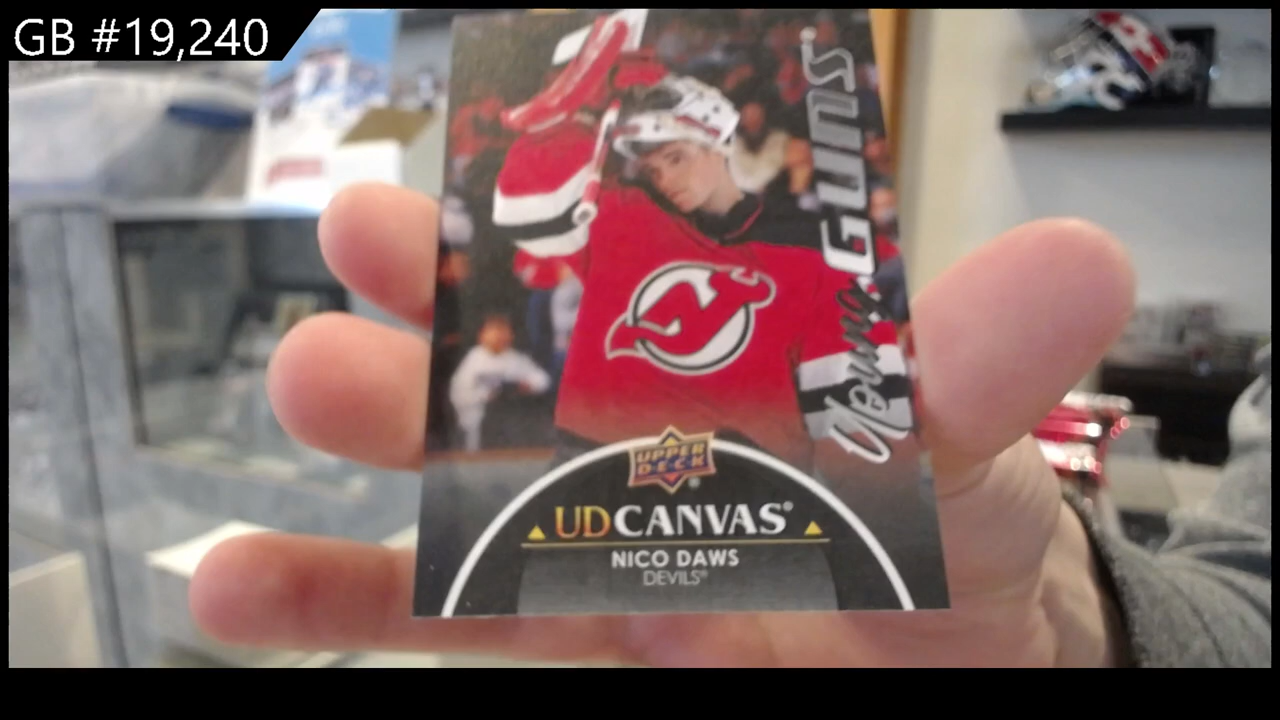 GB #19,240
Young GUNS®
UPPER
DECK®
UD CANVAS®
NICO DAWS
DEVILS®